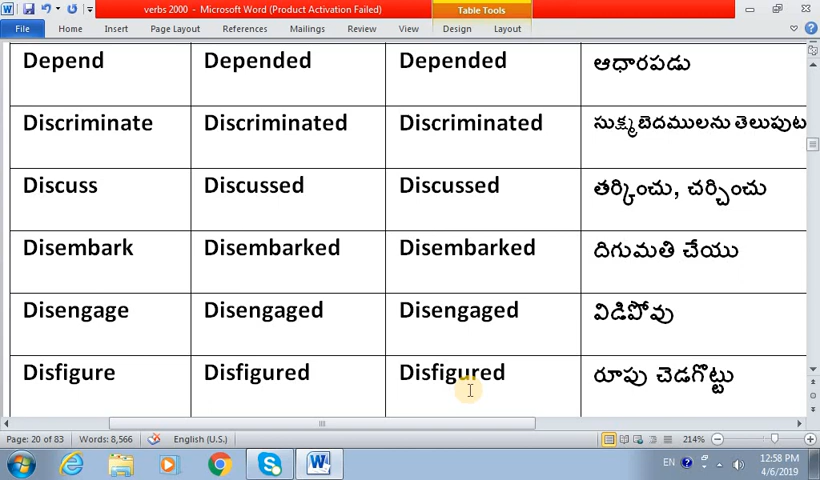 verbs 2000 - Microsoft Word (Product Activation Failed)
Table Tools
File Home Insert Page Layout References Mailings Review View Design Layout
Depend Depended Depended ఆధారపడు
Discriminate Discriminated Discriminated సుక్ష్మబెదములను తెలుపుట
Discuss Discussed Discussed తర్కించు, చర్చించు
Disembark Disembarked Disembarked దిగుమతి చేయు
Disengage Disengaged Disengaged విడిపోవు
Disfigure Disfigured Disfigured రూపు చెడగొట్టు
Page: 20 of 83 Words: 8,566 English (U.S.) 214%
EN 12:58 PM
4/6/2019